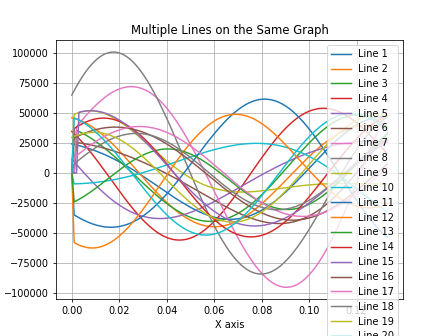 Multiple Lines on the Same Graph
100000
75000
50000
25000
0
−25000
−50000
−75000
−100000
0.00 0.02 0.04 0.06 0.08 0.10
X axis
Line 1
Line 2
Line 3
Line 4
Line 5
Line 6
Line 7
Line 8
Line 9
Line 10
Line 11
Line 12
Line 13
Line 14
Line 15
Line 16
Line 17
Line 18
Line 19
Line 20